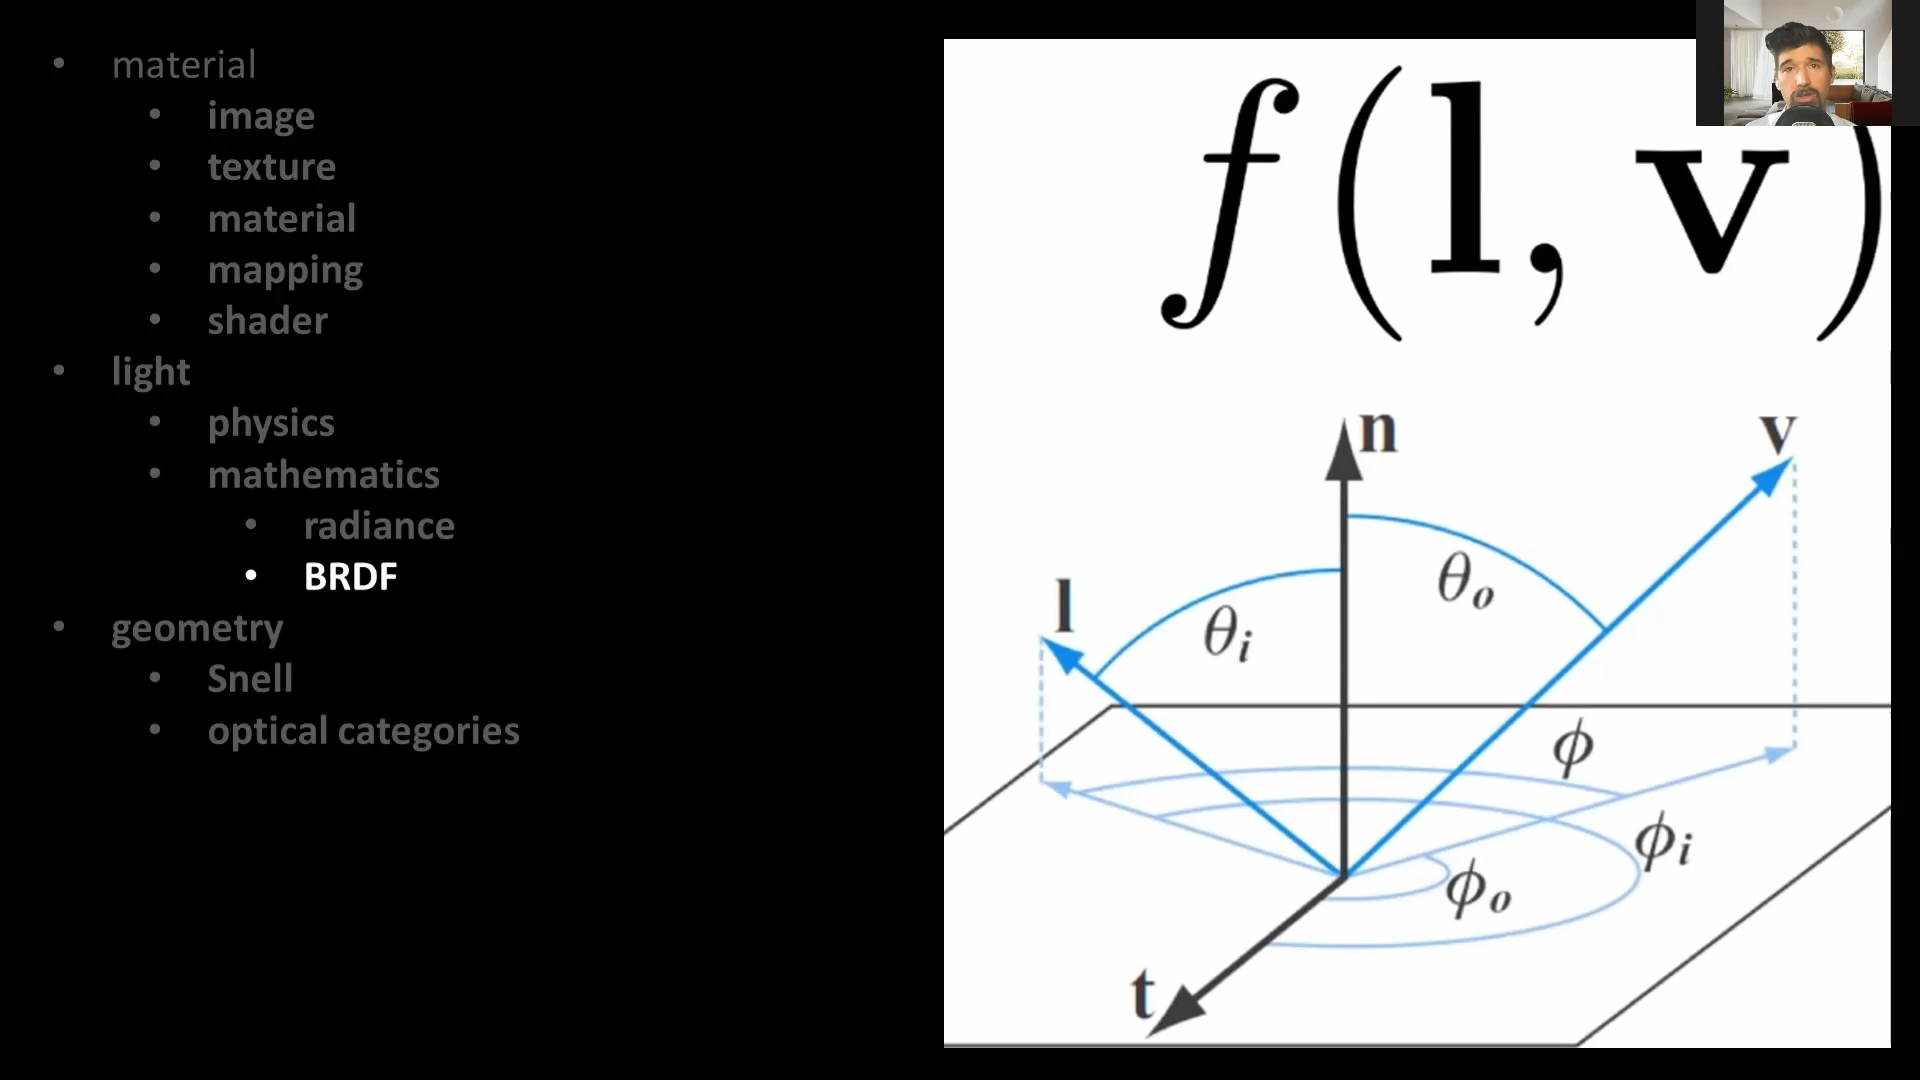 • material
• image
• texture
• material
• mapping
• shader
• light
• physics
• mathematics
• radiance
• BRDF
• geometry
• Snell
• optical categories
f(l, v)
n
v
l
θi
θo
ϕ
ϕi
ϕo
t